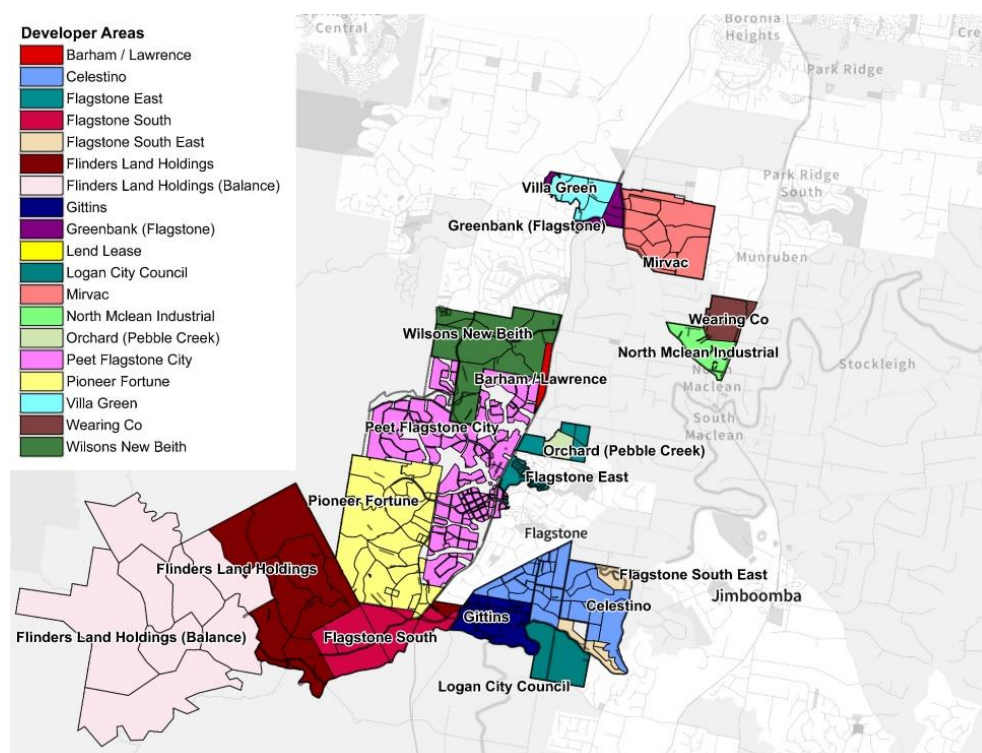 Developer Areas
Barham / Lawrence
Celestino
Flagstone East
Flagstone South
Flagstone South East
Flinders Land Holdings
Flinders Land Holdings (Balance)
Gittins
Greenbank (Flagstone)
Lend Lease
Logan City Council
Mirvac
North Mclean Industrial
Orchard (Pebble Creek)
Peet Flagstone City
Pioneer Fortune
Villa Green
Wearing Co
Wilsons New Beith
Central
Boronia
Heights
Park Ridge
Villa Green
Park Ridge
South
Greenbank (Flagstone)
Mirvac
Munruben
Wearing Co
Wilsons New Beith
North Mclean Industrial
Stockleigh
North
Maclean
Barham / Lawrence
South
Maclean
Peet Flagstone City
Orchard (Pebble Creek)
Flagstone East
Pioneer Fortune
Flagstone
Flinders Land Holdings
Flagstone South East
Jimboomba
Celestino
Gittins
Flinders Land Holdings (Balance)
Flagstone South
Logan City Council